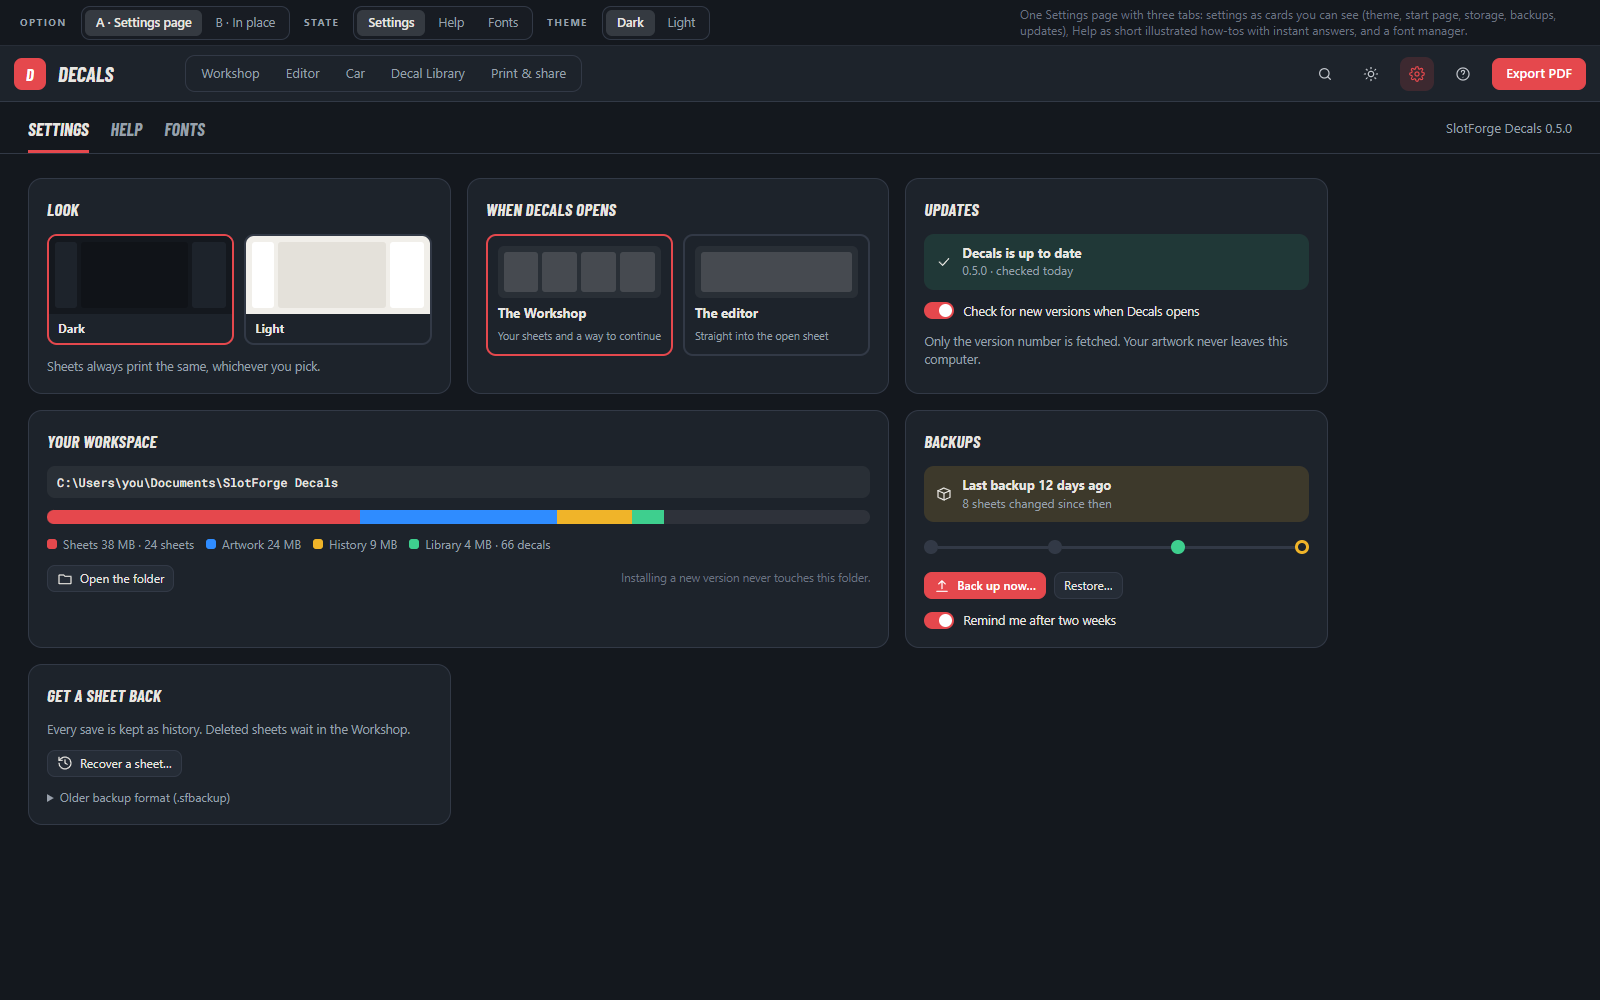 OPTION
A · Settings page
B · In place
STATE
Settings
Help
Fonts
THEME
Dark
Light
One Settings page with three tabs: settings as cards you can see (theme, start page, storage, backups,
updates), Help as short illustrated how-tos with instant answers, and a font manager.
D
DECALS
Workshop
Editor
Car
Decal Library
Print & share
Export PDF
SETTINGS
HELP
FONTS
SlotForge Decals 0.5.0
LOOK
Dark
Light
Sheets always print the same, whichever you pick.
WHEN DECALS OPENS
The Workshop
Your sheets and a way to continue
The editor
Straight into the open sheet
UPDATES
Decals is up to date
0.5.0 · checked today
Check for new versions when Decals opens
Only the version number is fetched. Your artwork never leaves this
computer.
YOUR WORKSPACE
C:\Users\you\Documents\SlotForge Decals
Sheets 38 MB · 24 sheets
Artwork 24 MB
History 9 MB
Library 4 MB · 66 decals
Open the folder
Installing a new version never touches this folder.
BACKUPS
Last backup 12 days ago
8 sheets changed since then
Back up now...
Restore...
Remind me after two weeks
GET A SHEET BACK
Every save is kept as history. Deleted sheets wait in the Workshop.
Recover a sheet...
Older backup format (.sfbackup)